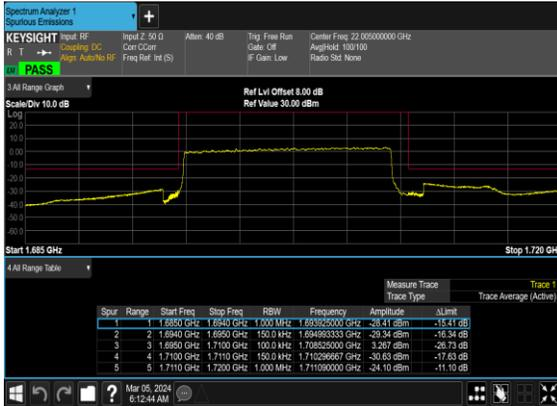 Spectrum Analyzer 1
Spurious Emissions
KEYSIGHT Input: RF Input Z: 50 Ω Atten: 40 dB Trig: Free Run Center Freq: 22.005000000 GHz
R T Coupling: DC Corr CCorr Gate: Off Avg|Hold: 100/100
Align: Auto/No RF Freq Ref: Int (S) IF Gain: Low Radio Std: None
PASS
3 All Range Graph
Ref Lvl Offset 8.00 dB
Scale/Div 10.0 dB Ref Value 30.00 dBm
Log
20.0
10.0
0.00
-10.0
-20.0
-30.0
-40.0
-50.0
-60.0
Start 1.685 GHz Stop 1.720 GH
4 All Range Table
Measure Trace Trace 1
Trace Type Trace Average (Active)
Spur Range Start Freq Stop Freq RBW Frequency Amplitude ΔLimit
1 1 1.6850 GHz 1.6940 GHz 1.000 MHz 1.693925000 GHz -28.41 dBm -15.41 dB
2 2 1.6940 GHz 1.6950 GHz 150.0 kHz 1.694993333 GHz -29.34 dBm -16.34 dB
3 3 1.6950 GHz 1.7100 GHz 100.0 kHz 1.708525000 GHz 3.267 dBm -26.73 dB
4 4 1.7100 GHz 1.7110 GHz 150.0 kHz 1.710296667 GHz -30.63 dBm -17.63 dB
5 5 1.7110 GHz 1.7200 GHz 1.000 MHz 1.711090000 GHz -24.10 dBm -11.10 dB
Mar 05, 2024
6:12:44 AM